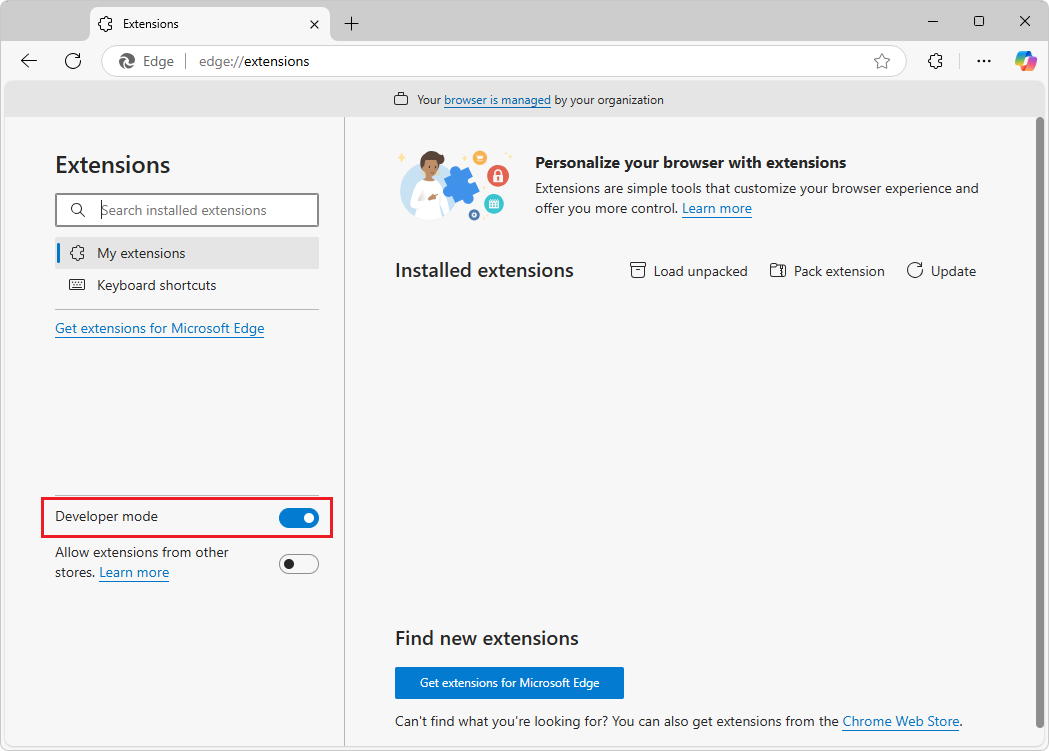 Extensions
Edge
edge://extensions
Your browser is managed by your organization
Extensions
Search installed extensions
My extensions
Keyboard shortcuts
Get extensions for Microsoft Edge
Developer mode
Allow extensions from other
stores. Learn more
Personalize your browser with extensions
Extensions are simple tools that customize your browser experience and
offer you more control. Learn more
Installed extensions
Load unpacked
Pack extension
Update
Find new extensions
Get extensions for Microsoft Edge
Can't find what you're looking for? You can also get extensions from the Chrome Web Store.